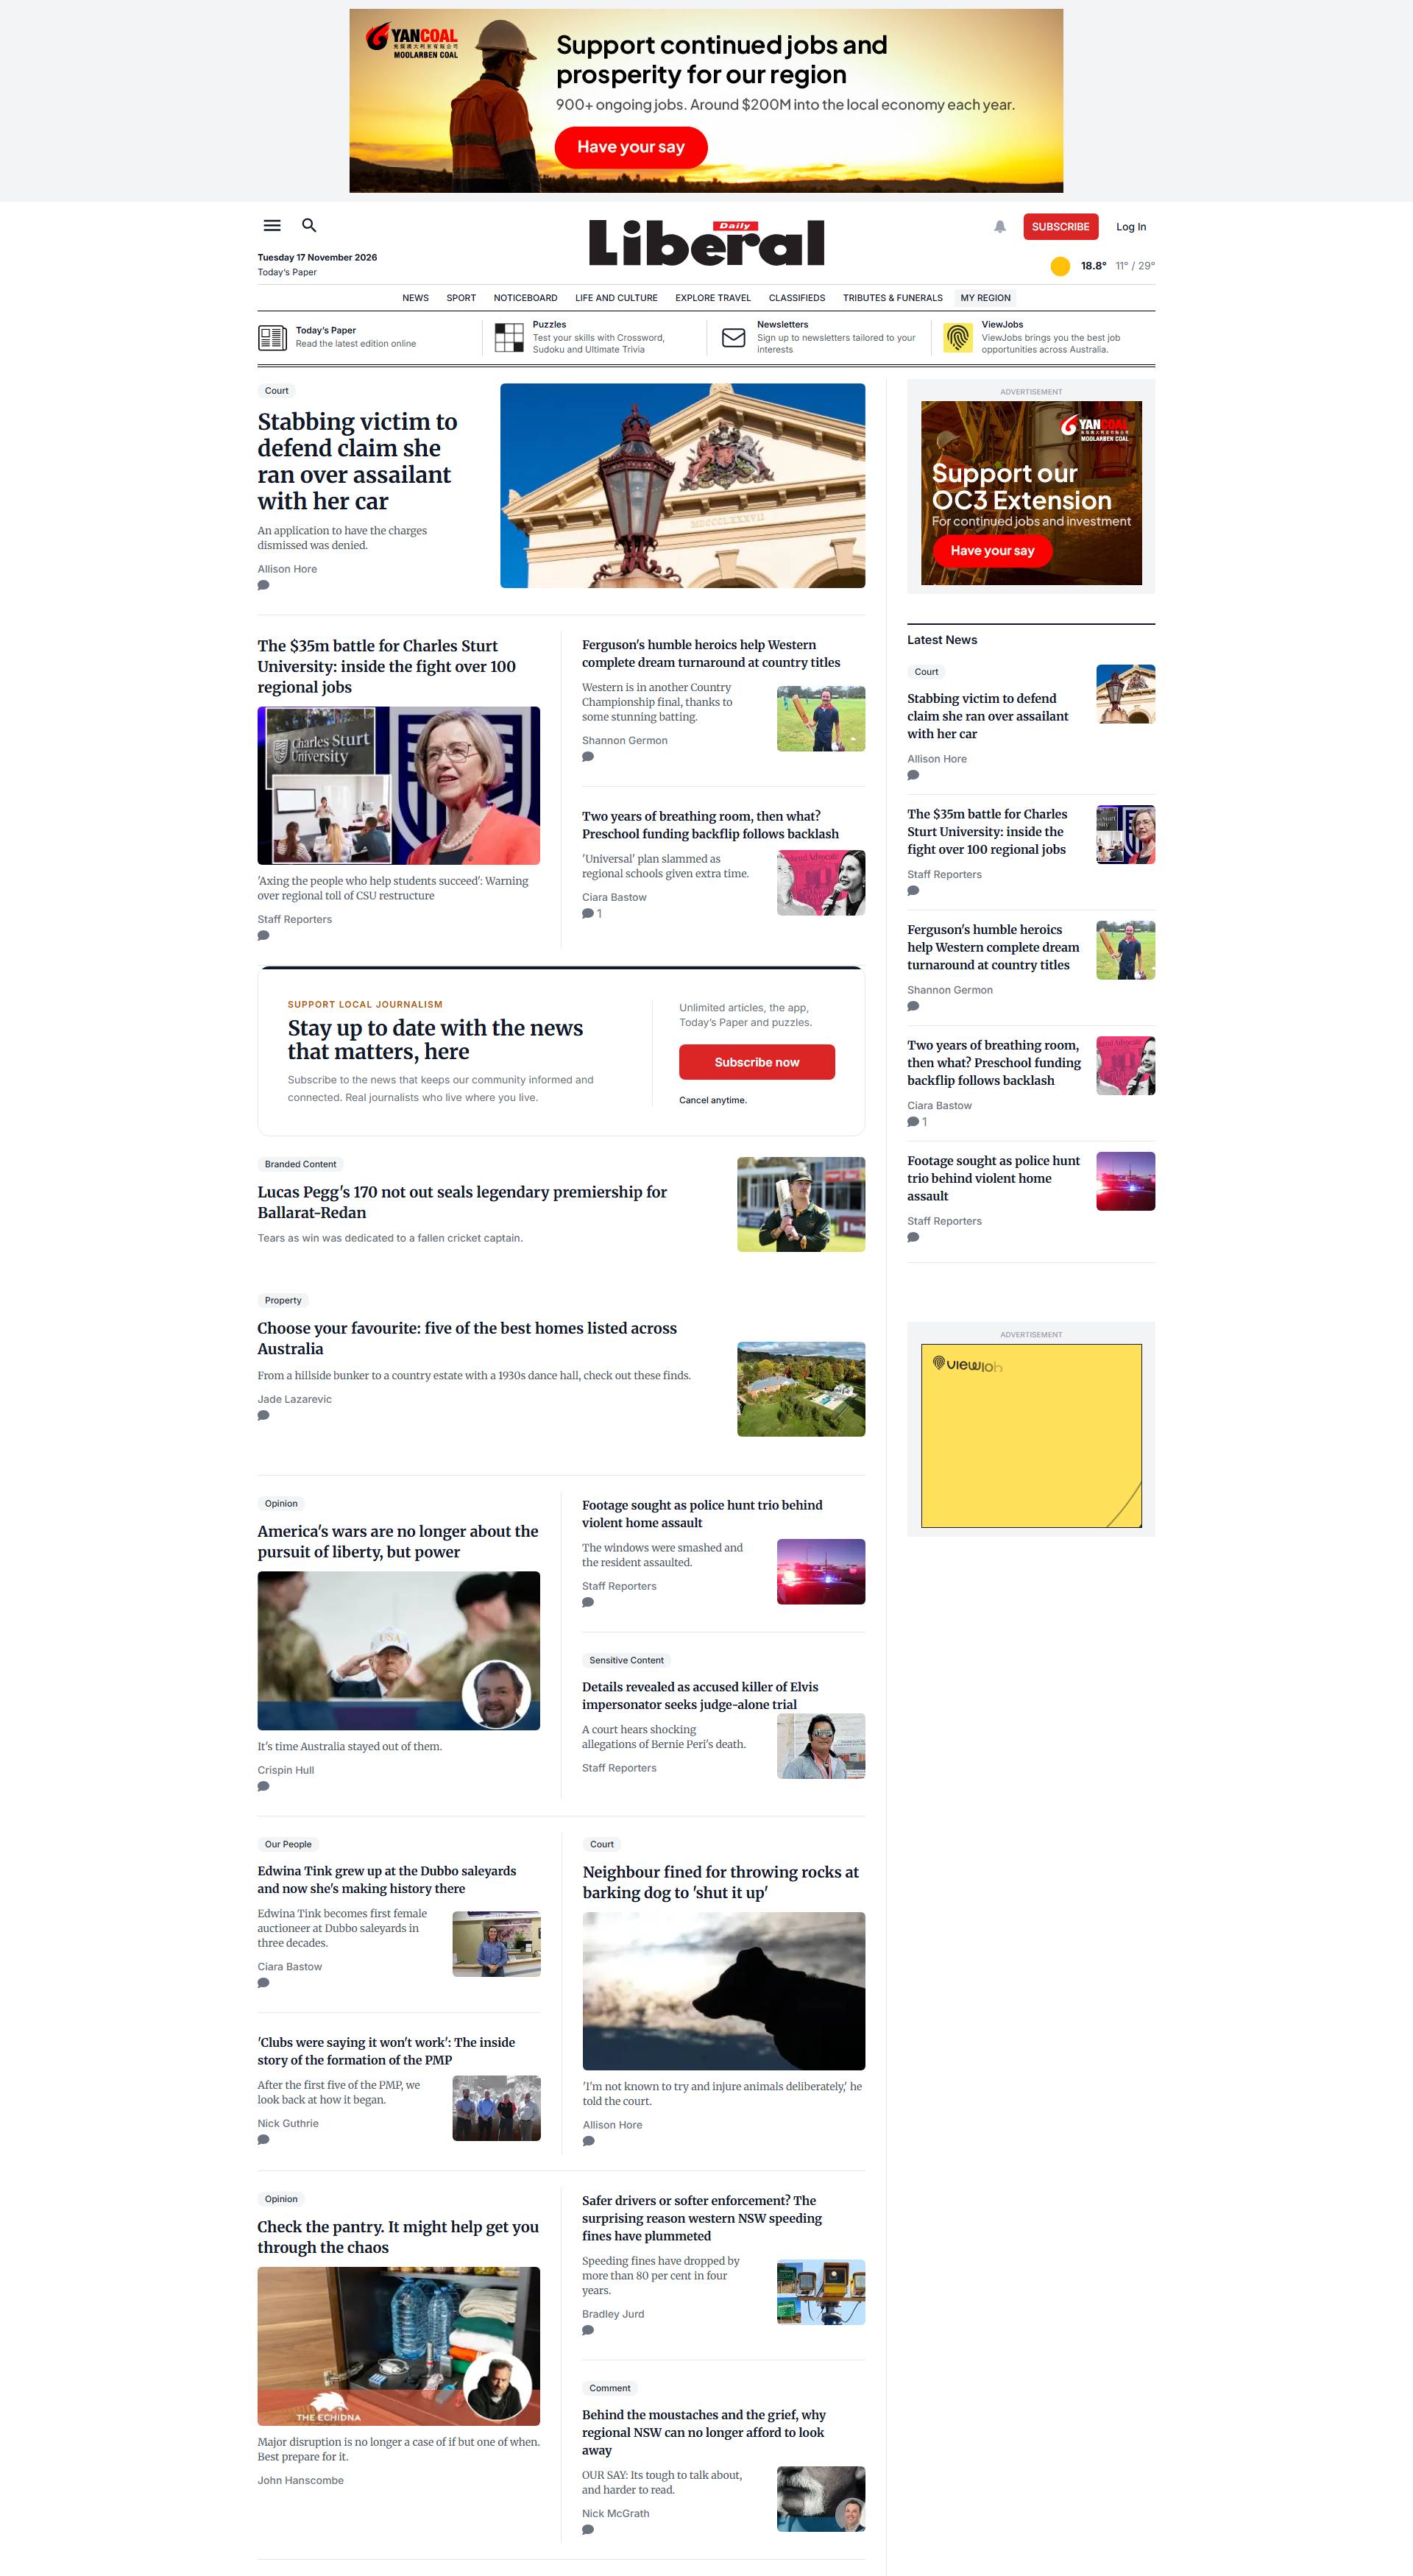 YANCOAL
MOOLARBEN COAL
Support continued jobs and
prosperity for our region
900+ ongoing jobs. Around $200M into the local economy each year.
Have your say
Daily
Liberal
SUBSCRIBE
Log In
Tuesday 17 November 2026
Today's Paper
18.8° 11° / 29°
NEWS SPORT NOTICEBOARD LIFE AND CULTURE EXPLORE TRAVEL CLASSIFIEDS TRIBUTES & FUNERALS MY REGION
Today's Paper
Read the latest edition online
Puzzles
Test your skills with Crossword,
Sudoku and Ultimate Trivia
Newsletters
Sign up to newsletters tailored to your
interests
ViewJobs
ViewJobs brings you the best job
opportunities across Australia.
Court
Stabbing victim to
defend claim she
ran over assailant
with her car
An application to have the charges
dismissed was denied.
Allison Hore
MDCCCLXXXVII
The $35m battle for Charles Sturt
University: inside the fight over 100
regional jobs
Charles Sturt
University
'Axing the people who help students succeed': Warning
over regional toll of CSU restructure
Staff Reporters
Ferguson's humble heroics help Western
complete dream turnaround at country titles
Western is in another Country
Championship final, thanks to
some stunning batting.
Shannon Germon
Two years of breathing room, then what?
Preschool funding backflip follows backlash
'Universal' plan slammed as
regional schools given extra time.
Ciara Bastow
1
SUPPORT LOCAL JOURNALISM
Stay up to date with the news
that matters, here
Subscribe to the news that keeps our community informed and
connected. Real journalists who live where you live.
Unlimited articles, the app,
Today's Paper and puzzles.
Subscribe now
Cancel anytime.
Branded Content
Lucas Pegg's 170 not out seals legendary premiership for
Ballarat-Redan
Tears as win was dedicated to a fallen cricket captain.
Property
Choose your favourite: five of the best homes listed across
Australia
From a hillside bunker to a country estate with a 1930s dance hall, check out these finds.
Jade Lazarevic
Opinion
America's wars are no longer about the
pursuit of liberty, but power
USA
It's time Australia stayed out of them.
Crispin Hull
Footage sought as police hunt trio behind
violent home assault
The windows were smashed and
the resident assaulted.
Staff Reporters
Sensitive Content
Details revealed as accused killer of Elvis
impersonator seeks judge-alone trial
A court hears shocking
allegations of Bernie Peri's death.
Staff Reporters
Our People
Edwina Tink grew up at the Dubbo saleyards
and now she's making history there
Edwina Tink becomes first female
auctioneer at Dubbo saleyards in
three decades.
Ciara Bastow
'Clubs were saying it won't work': The inside
story of the formation of the PMP
After the first five of the PMP, we
look back at how it began.
Nick Guthrie
Court
Neighbour fined for throwing rocks at
barking dog to 'shut it up'
'I'm not known to try and injure animals deliberately,' he
told the court.
Allison Hore
Opinion
Check the pantry. It might help get you
through the chaos
THE ECHIDNA
Major disruption is no longer a case of if but one of when.
Best prepare for it.
John Hanscombe
Safer drivers or softer enforcement? The
surprising reason western NSW speeding
fines have plummeted
Speeding fines have dropped by
more than 80 per cent in four
years.
Bradley Jurd
Comment
Behind the moustaches and the grief, why
regional NSW can no longer afford to look
away
OUR SAY: Its tough to talk about,
and harder to read.
Nick McGrath
ADVERTISEMENT
YANCOAL
MOOLARBEN COAL
Support our
OC3 Extension
For continued jobs and investment
Have your say
Latest News
Court
Stabbing victim to defend
claim she ran over assailant
with her car
Allison Hore
The $35m battle for Charles
Sturt University: inside the
fight over 100 regional jobs
Staff Reporters
Ferguson's humble heroics
help Western complete dream
turnaround at country titles
Shannon Germon
Two years of breathing room,
then what? Preschool funding
backflip follows backlash
Ciara Bastow
1
Footage sought as police hunt
trio behind violent home
assault
Staff Reporters
ADVERTISEMENT
viewjob